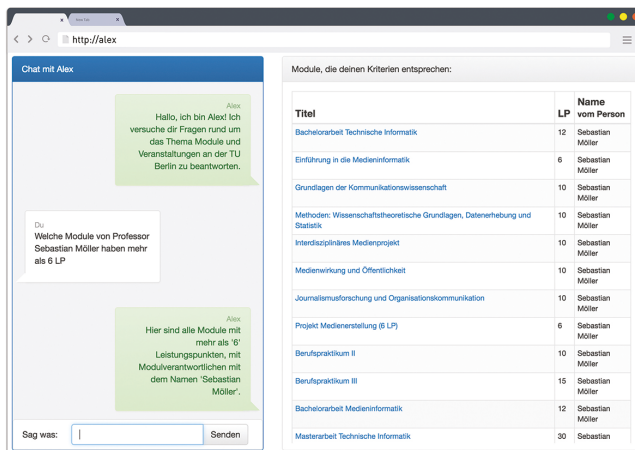 http://alex
Chat mit Alex
Alex
Hallo, ich bin Alex! Ich
versuche dir Fragen rund um
das Thema Module und
Veranstaltungen an der TU
Berlin zu beantworten.
Du
Welche Module von Professor
Sebastian Möller haben mehr
als 6 LP
Alex
Hier sind alle Module mit
mehr als '6'
Leistungspunkten, mit
Modulverantwortlichen mit
dem Namen 'Sebastian
Möller'.
Sag was:
Senden
Module, die deinen Kriterien entsprechen:
Titel LP Name
vom Person
Bachelorarbeit Technische Informatik 12 Sebastian
Möller
Einführung in die Medieninformatik 6 Sebastian
Möller
Grundlagen der Kommunikationswissenschaft 10 Sebastian
Möller
Methoden: Wissenschaftstheoretische Grundlagen, Datenerhebung und 10 Sebastian
Statistik Möller
Interdisziplinäres Medienprojekt 10 Sebastian
Möller
Medienwirkung und Öffentlichkeit 10 Sebastian
Möller
Journalismusforschung und Organisationskommunikation 10 Sebastian
Möller
Projekt Medienerstellung (6 LP) 6 Sebastian
Möller
Berufspraktikum II 10 Sebastian
Möller
Berufspraktikum III 15 Sebastian
Möller
Bachelorarbeit Medieninformatik 12 Sebastian
Möller
Masterarbeit Technische Informatik 30 Sebastian